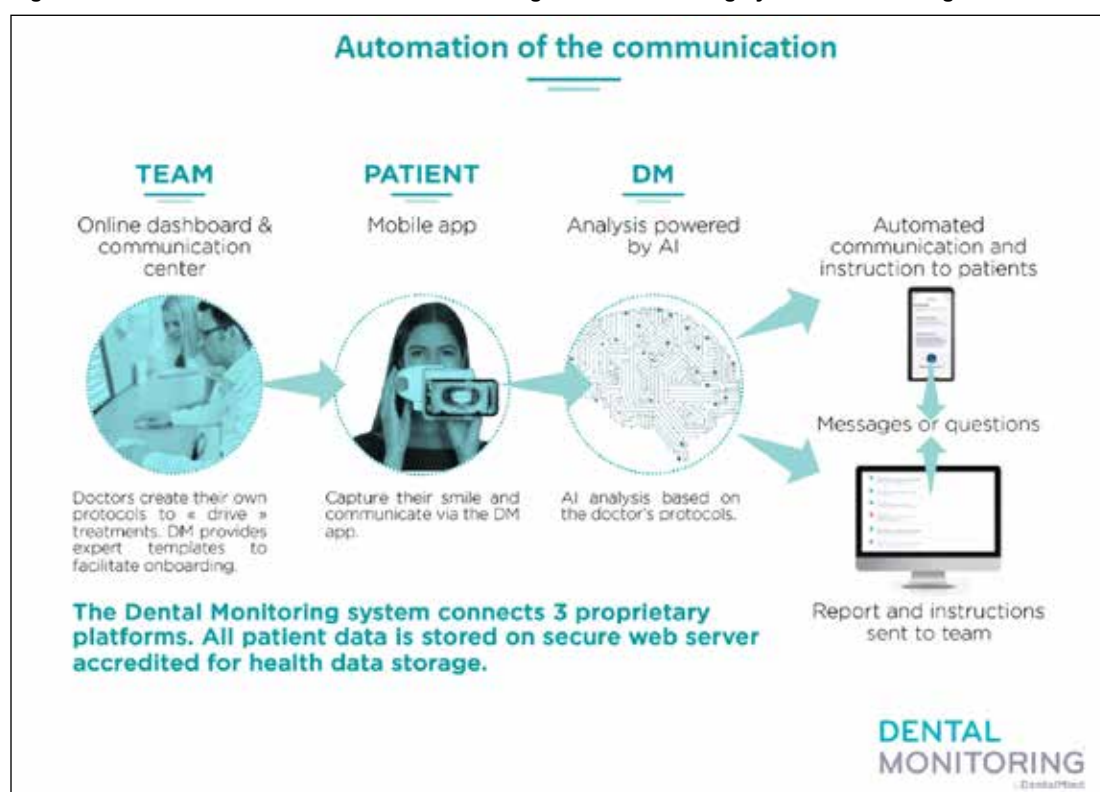 Automation of the communication
TEAM
Online dashboard &
communication
center
Doctors create their own
protocols to « drive »
treatments. DM provides
expert templates to
facilitate onboarding.
PATIENT
Mobile app
Capture their smile and
communicate via the DM
app.
DM
Analysis powered
by AI
AI analysis based on
the doctor's protocols.
Automated
communication and
instruction to patients
Messages or questions
Report and instructions
sent to team
The Dental Monitoring system connects 3 proprietary
platforms. All patient data is stored on secure web server
accredited for health data storage.
DENTAL
MONITORING